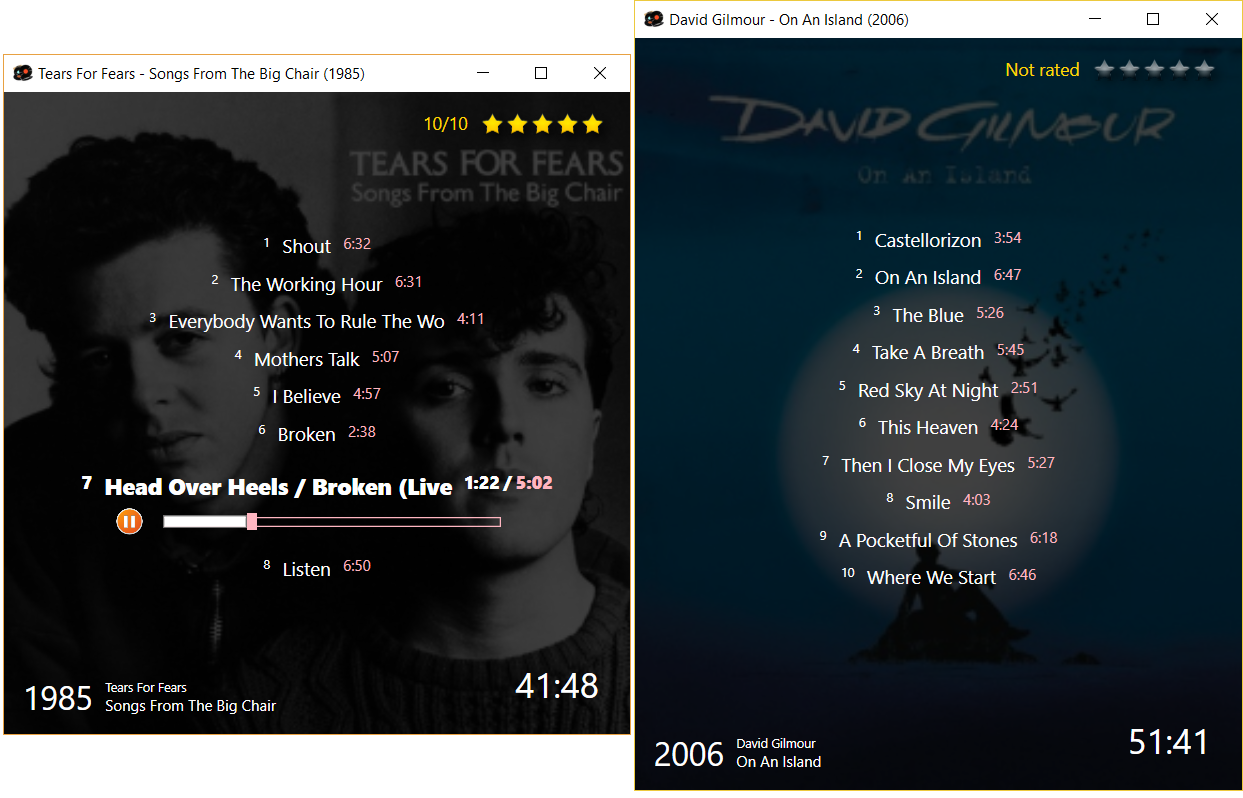 Tears For Fears - Songs From The Big Chair (1985)
10/10
TEARS FOR FEARS
Songs From The Big Chair
1 Shout 6:32
2 The Working Hour 6:31
3 Everybody Wants To Rule The Wo 4:11
4 Mothers Talk 5:07
5 I Believe 4:57
6 Broken 2:38
7 Head Over Heels / Broken (Live 1:22 / 5:02
8 Listen 6:50
1985
Tears For Fears
Songs From The Big Chair
41:48
David Gilmour - On An Island (2006)
Not rated
DAVID GILMOUR
On An Island
1 Castellorizon 3:54
2 On An Island 6:47
3 The Blue 5:26
4 Take A Breath 5:45
5 Red Sky At Night 2:51
6 This Heaven 4:24
7 Then I Close My Eyes 5:27
8 Smile 4:03
9 A Pocketful Of Stones 6:18
10 Where We Start 6:46
2006
David Gilmour
On An Island
51:41